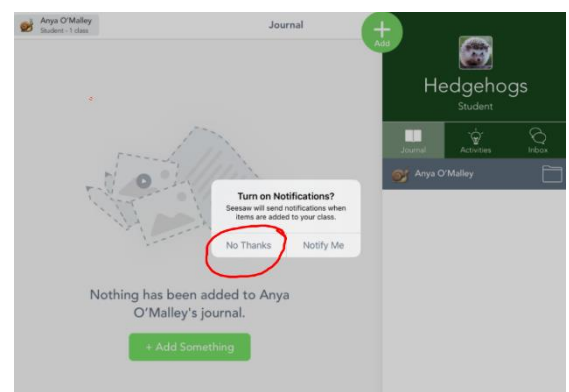 Anya O'Malley
Student - 1 class
Journal
Add
Hedgehogs
Student
Journal
Activities
Inbox
Anya O'Malley
Turn on Notifications?
Seesaw will send notifications when
items are added to your class.
No Thanks
Notify Me
Nothing has been added to Anya
O'Malley's journal.
+ Add Something